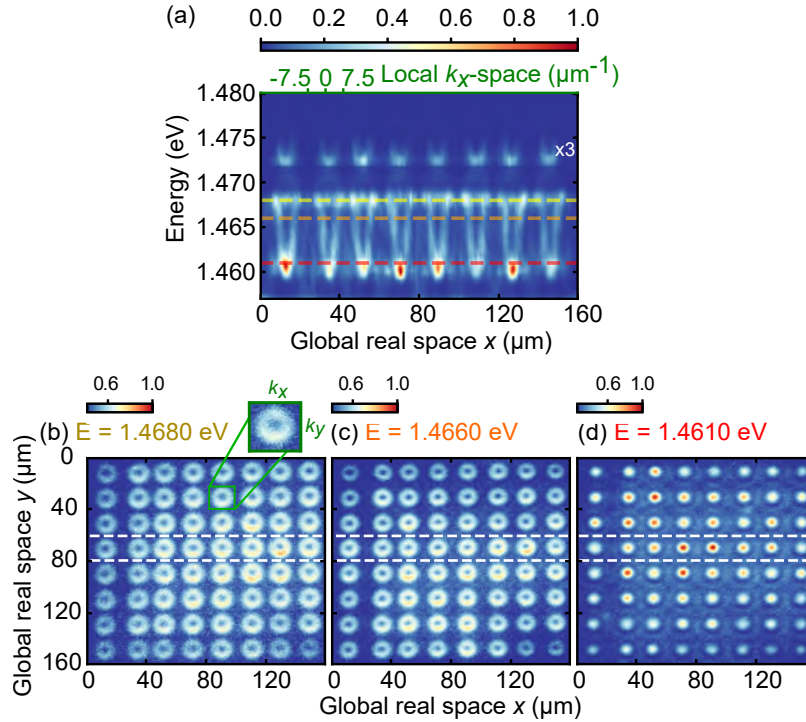 (a)
0.0 0.2 0.4 0.6 0.8 1.0
-7.5 0 7.5 Local kx-space (µm-1)
1.480
1.475
1.470
1.465
1.460
Energy (eV)
x3
0 40 80 120 160
Global real space x (µm)
0.6 1.0
0.6 1.0
0.6 1.0
kx
ky
(b) E = 1.4680 eV
(c) E = 1.4660 eV
(d) E = 1.4610 eV
0
40
80
120
160
Global real space y (µm)
0 40 80 120
0 40 80 120
0 40 80 120
Global real space x (µm)